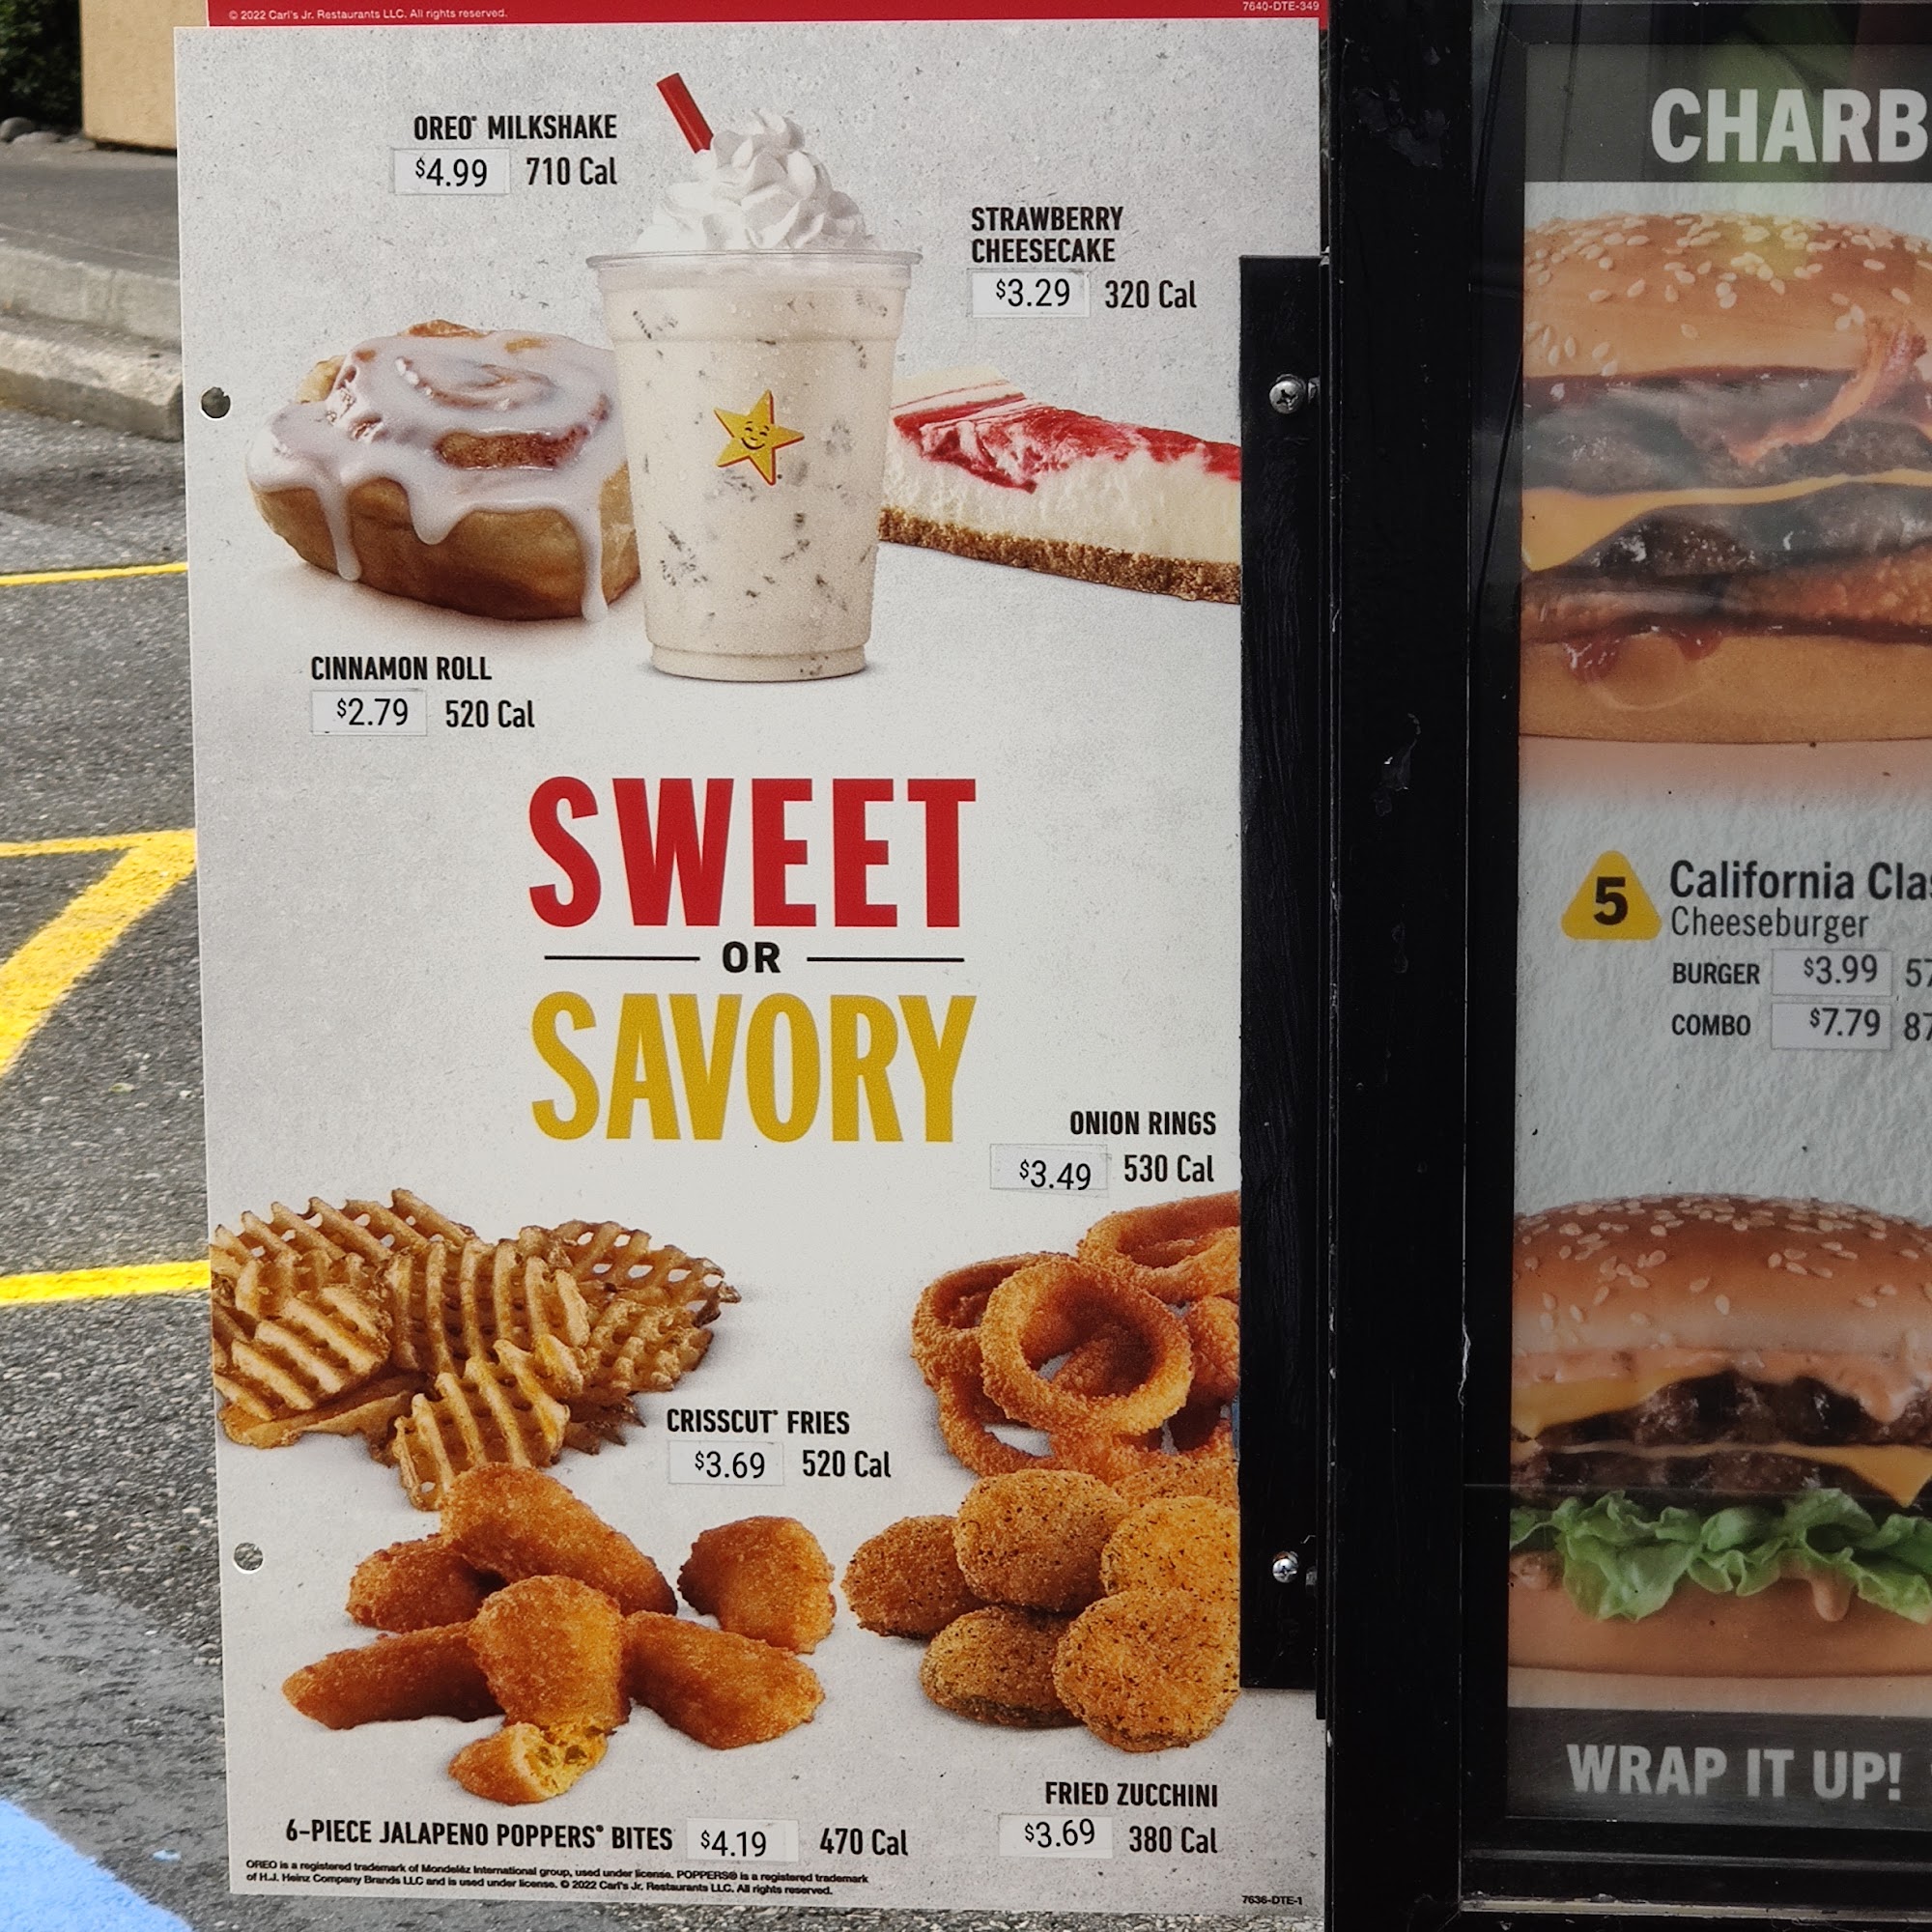 © 2022 Carl's Jr. Restaurants LLC. All rights reserved.
7640-DTE-349
OREO® MILKSHAKE
$4.99 710 Cal
STRAWBERRY
CHEESECAKE
$3.29 320 Cal
CINNAMON ROLL
$2.79 520 Cal
SWEET
OR
SAVORY
ONION RINGS
$3.49 530 Cal
CRISSCUT® FRIES
$3.69 520 Cal
6-PIECE JALAPENO POPPERS® BITES $4.19 470 Cal
FRIED ZUCCHINI
$3.69 380 Cal
OREO is a registered trademark of Mondelēz International group, used under license. POPPERS® is a registered trademark
of H.J. Heinz Company Brands LLC and is used under license. © 2022 Carl's Jr. Restaurants LLC. All rights reserved.
7636-DTE-1
CHARB
5
California Clas
Cheeseburger
BURGER $3.99 57
COMBO $7.79 87
WRAP IT UP!